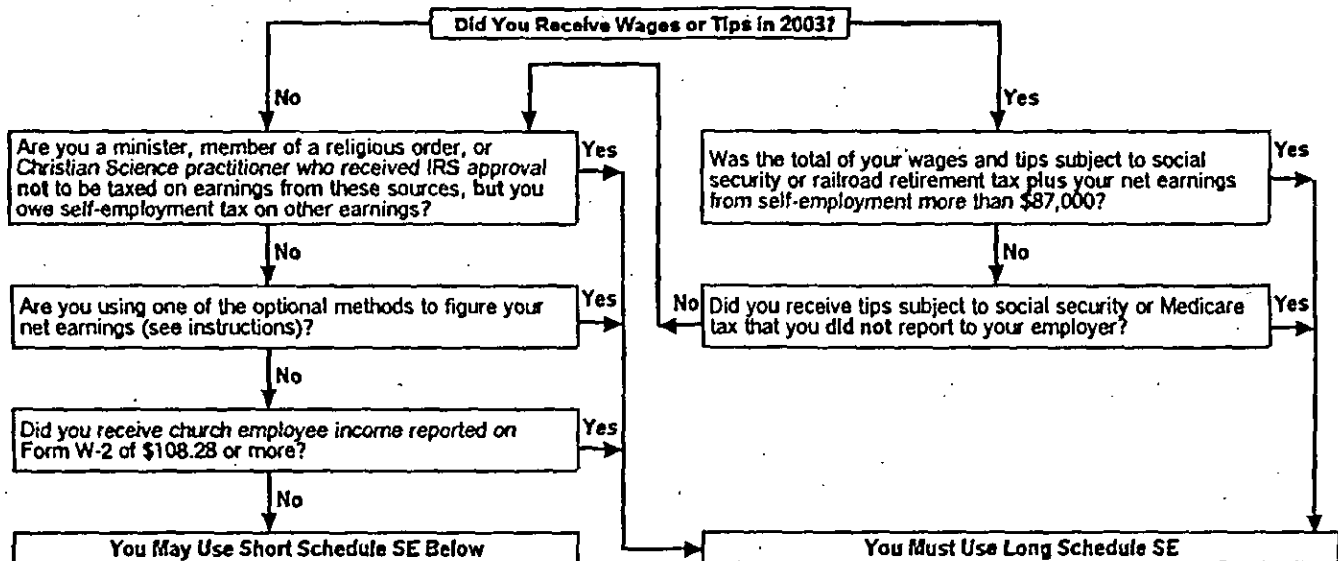 Did You Receive Wages or Tips in 2003?
No
Yes
Are you a minister, member of a religious order, or
Christian Science practitioner who received IRS approval
not to be taxed on earnings from these sources, but you
owe self-employment tax on other earnings?
Yes
Was the total of your wages and tips subject to social
security or railroad retirement tax plus your net earnings
from self-employment more than $87,000?
Yes
No
No
Are you using one of the optional methods to figure your
net earnings (see instructions)?
Yes
No
Did you receive tips subject to social security or Medicare
tax that you did not report to your employer?
Yes
No
Did you receive church employee income reported on
Form W-2 of $108.28 or more?
Yes
No
You May Use Short Schedule SE Below
You Must Use Long Schedule SE